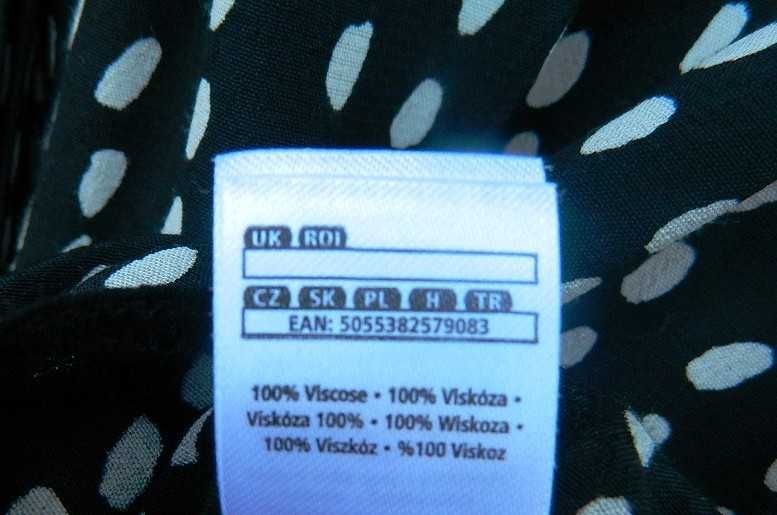 UK ROI
CZ SK PL H TR
EAN: 5055382579083
100% Viscose • 100% Viskóza •
Viskóza 100% • 100% Wiskoza •
100% Viszkóz • %100 Viskoz